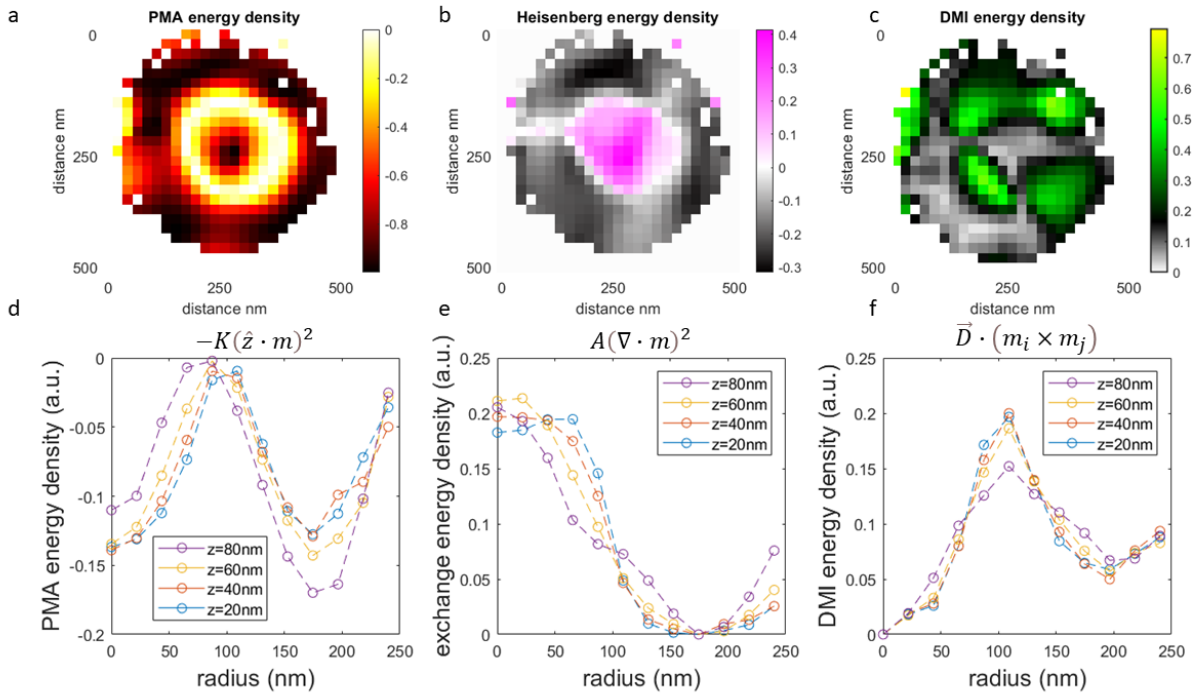 a
PMA energy density
0
250
500
distance nm
0
250
500
distance nm
0
-0.2
-0.4
-0.6
-0.8
b
Heisenberg energy density
0
250
500
distance nm
0
250
500
distance nm
0.4
0.3
0.2
0.1
0
-0.1
-0.2
-0.3
c
DMI energy density
0
250
500
distance nm
0
250
500
distance nm
0.7
0.6
0.5
0.4
0.3
0.2
0.1
0
d
−K(ẑ · m)²
PMA energy density (a.u.)
0
-0.05
-0.1
-0.15
-0.2
z=80nm
z=60nm
z=40nm
z=20nm
0 50 100 150 200 250
radius (nm)
e
A(∇ · m)²
exchange energy density (a.u.)
0.25
0.2
0.15
0.1
0.05
0
z=80nm
z=60nm
z=40nm
z=20nm
0 50 100 150 200 250
radius (nm)
f
D⃗ · (mᵢ × mⱼ)
DMI energy density (a.u.)
0.25
0.20
0.15
0.10
0.05
0
z=80nm
z=60nm
z=40nm
z=20nm
0 50 100 150 200 250
radius (nm)